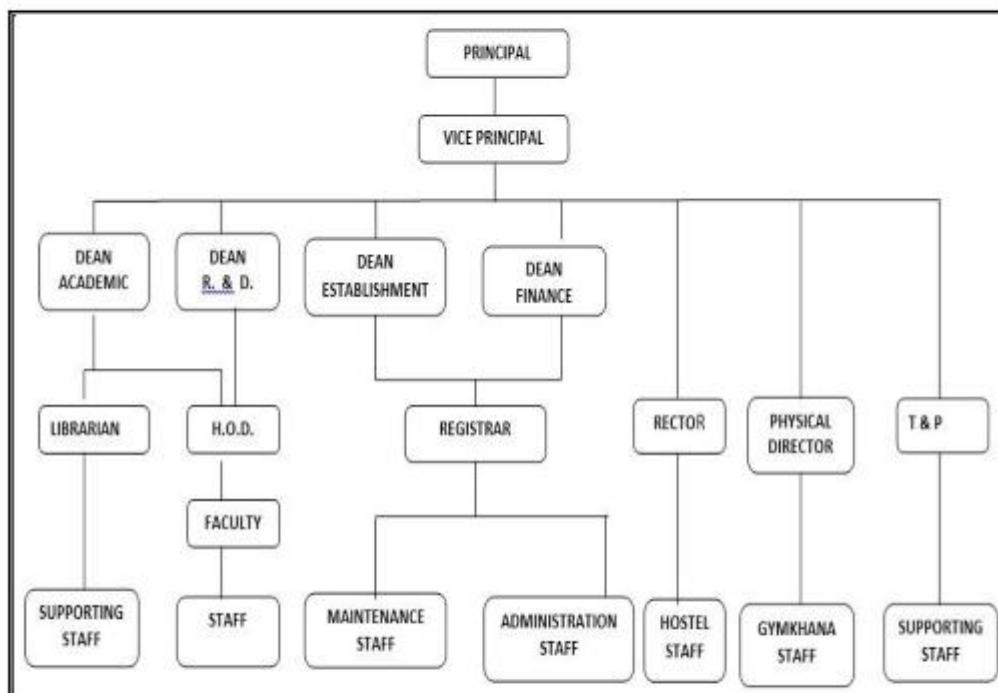 PRINCIPAL
VICE PRINCIPAL
DEAN
ACADEMIC
DEAN
R. & D.
DEAN
ESTABLISHMENT
DEAN
FINANCE
LIBRARIAN
H.O.D.
REGISTRAR
RECTOR
PHYSICAL
DIRECTOR
T & P
FACULTY
SUPPORTING
STAFF
STAFF
MAINTENANCE
STAFF
ADMINISTRATION
STAFF
HOSTEL
STAFF
GYMKHANA
STAFF
SUPPORTING
STAFF